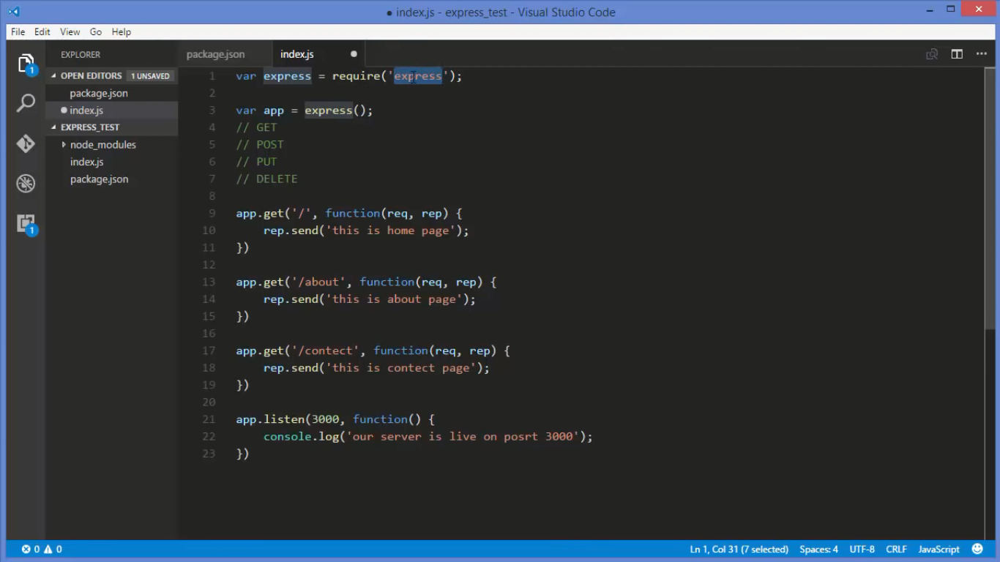 ● index.js - express_test - Visual Studio Code
File Edit View Go Help
EXPLORER
OPEN EDITORS 1 UNSAVED
package.json
index.js
EXPRESS_TEST
node_modules
index.js
package.json
1
1
package.json index.js
1 var express = require('express');
2
3 var app = express();
4 // GET
5 // POST
6 // PUT
7 // DELETE
8
9 app.get('/', function(req, rep) {
10 rep.send('this is home page');
11 })
12
13 app.get('/about', function(req, rep) {
14 rep.send('this is about page');
15 })
16
17 app.get('/contect', function(req, rep) {
18 rep.send('this is contect page');
19 })
20
21 app.listen(3000, function() {
22 console.log('our server is live on posrt 3000');
23 })
0 0 Ln 1, Col 31 (7 selected) Spaces: 4 UTF-8 CRLF JavaScript